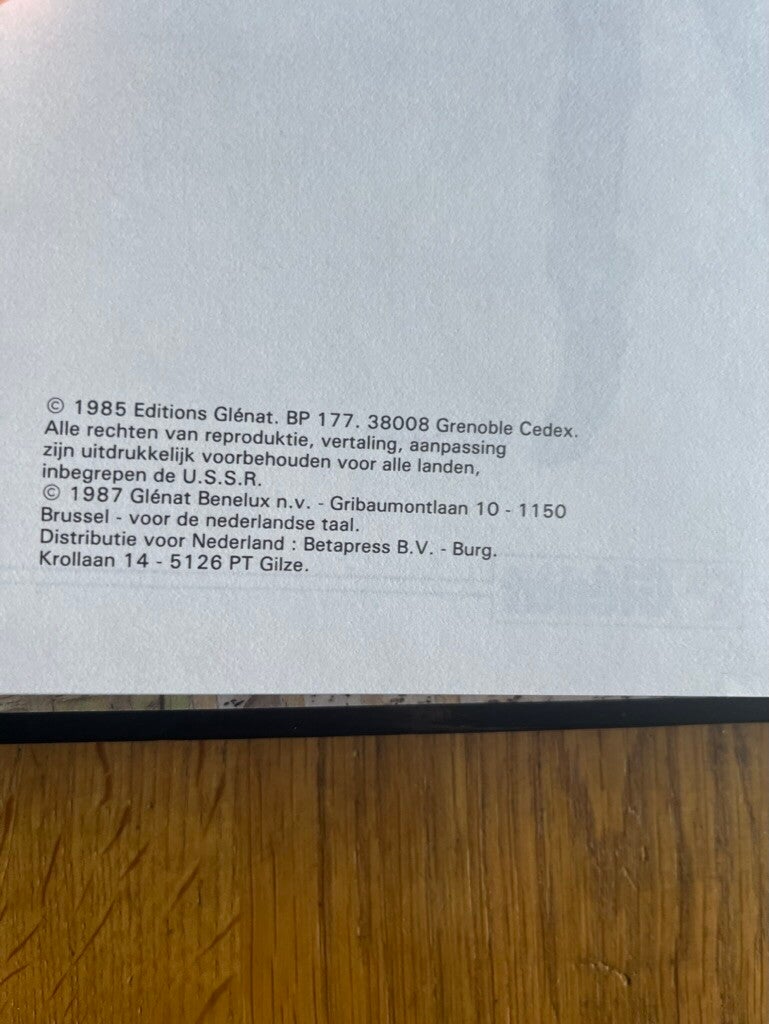 © 1985 Editions Glénat. BP 177. 38008 Grenoble Cedex.
Alle rechten van reproduktie, vertaling, aanpassing
zijn uitdrukkelijk voorbehouden voor alle landen,
inbegrepen de U.S.S.R.
© 1987 Glénat Benelux n.v. - Gribaumontlaan 10 - 1150
Brussel - voor de nederlandse taal.
Distributie voor Nederland : Betapress B.V. - Burg.
Krollaan 14 - 5126 PT Gilze.